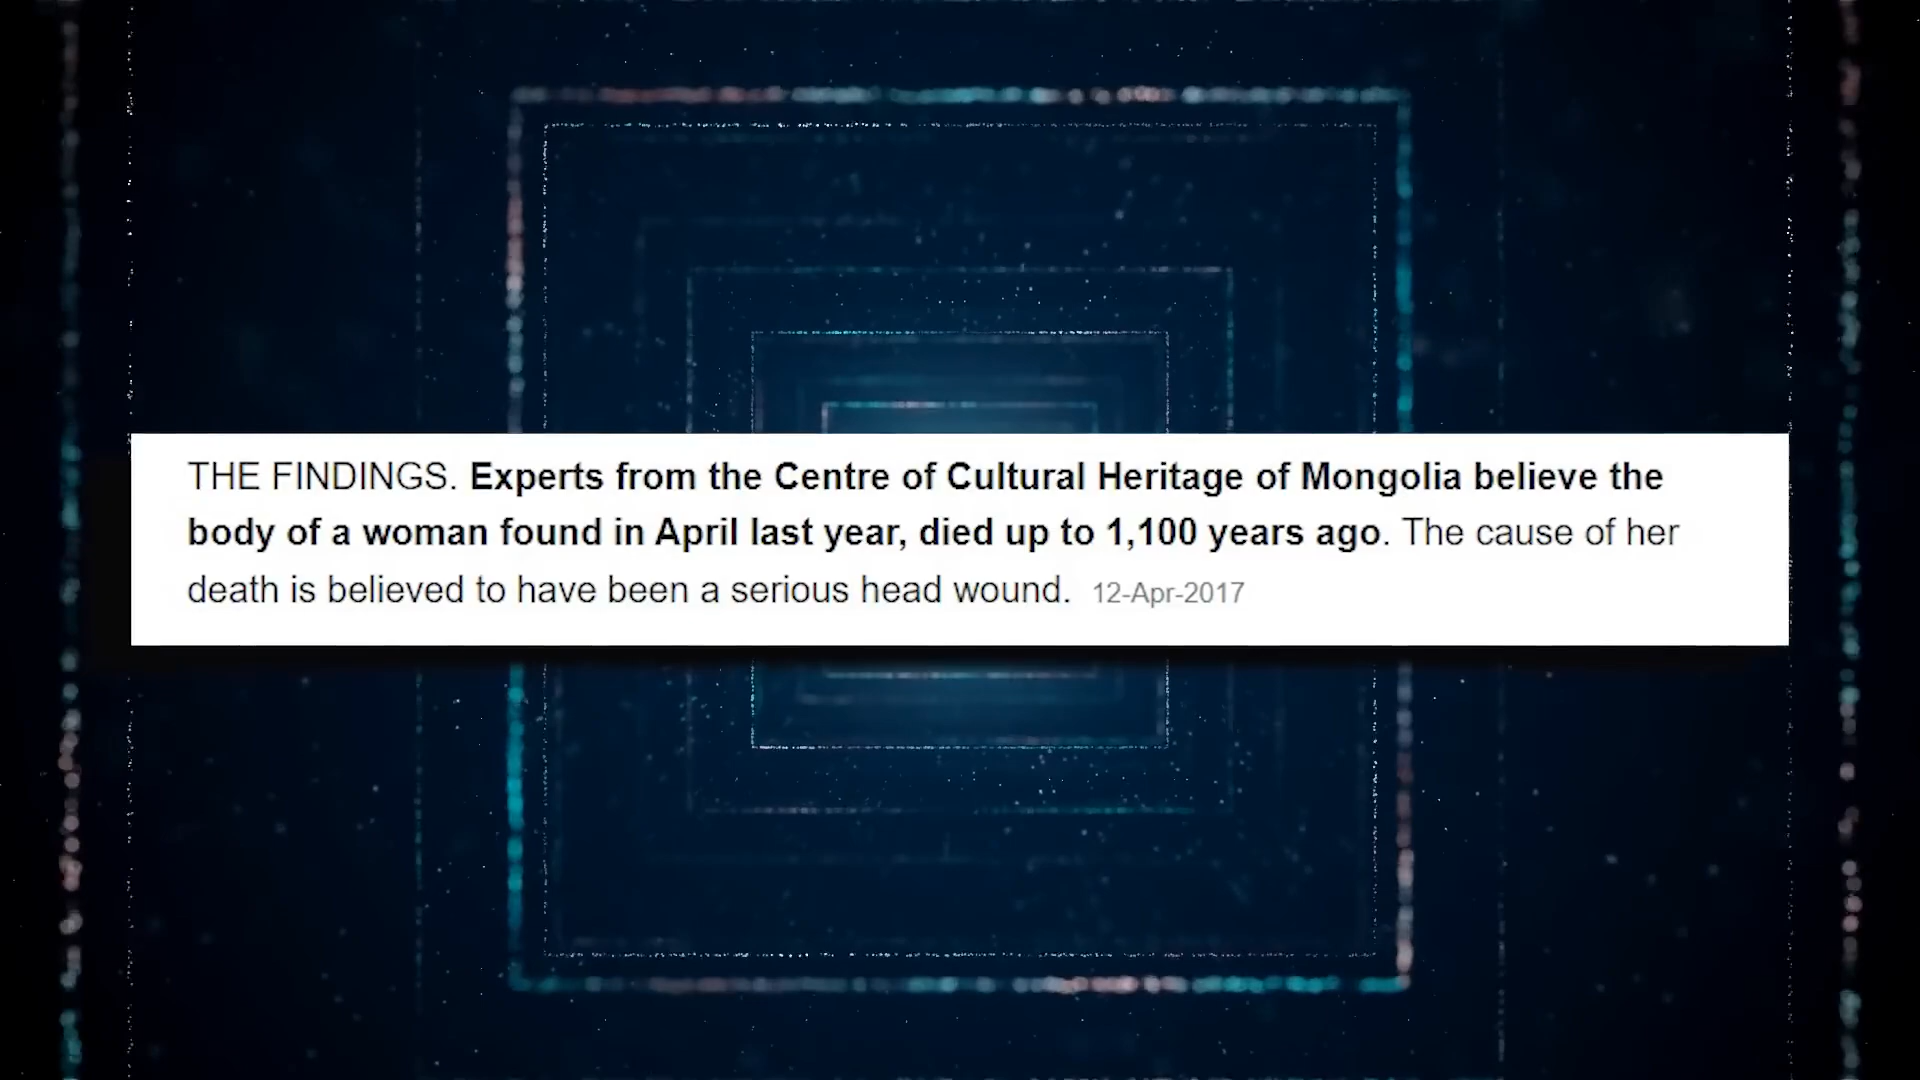 THE FINDINGS. Experts from the Centre of Cultural Heritage of Mongolia believe the
body of a woman found in April last year, died up to 1,100 years ago. The cause of her
death is believed to have been a serious head wound. 12-Apr-2017